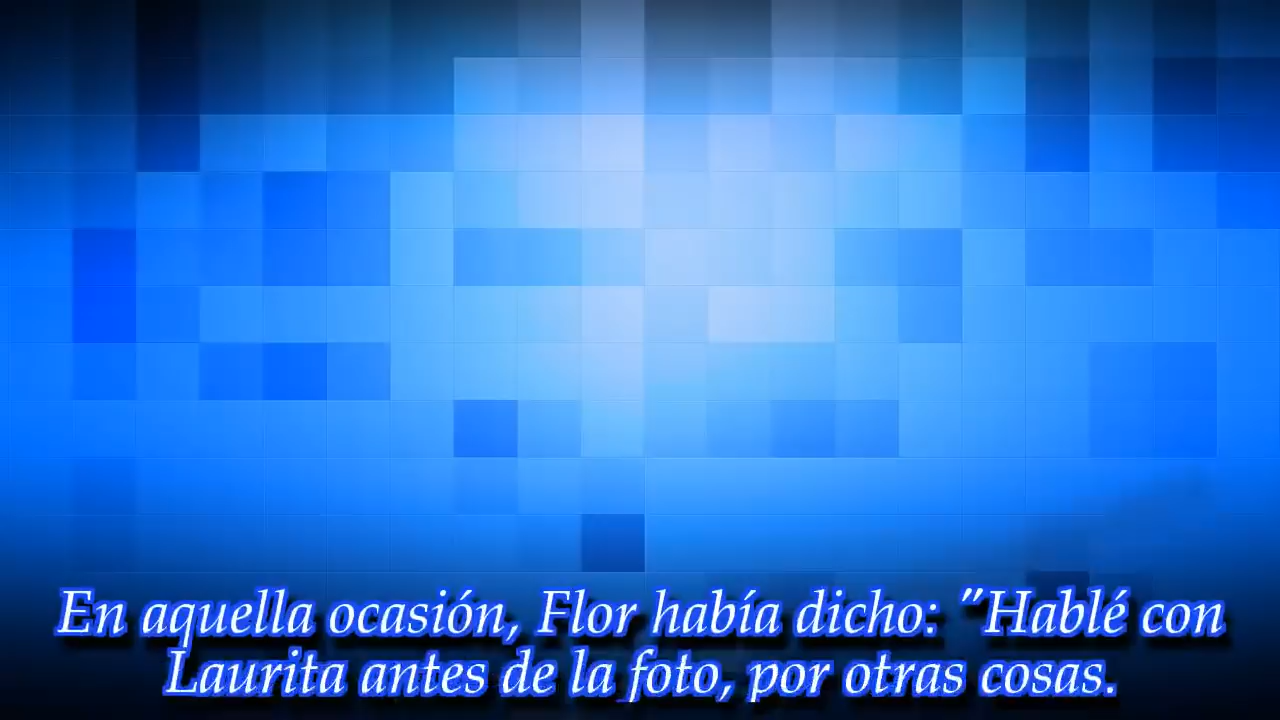 En aquella ocasión, Flor había dicho: "Hablé con
Laurita antes de la foto, por otras cosas.